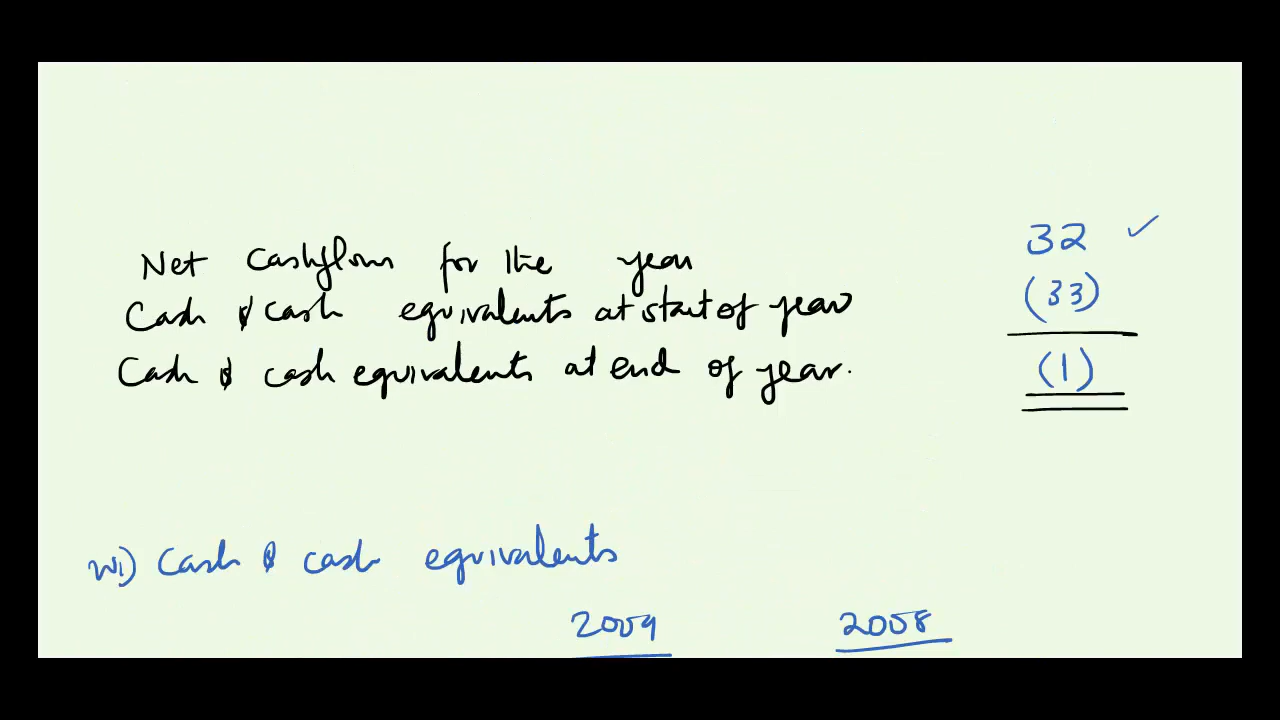 Net Cashflow for the year 32 ✓
Cash & cash equivalents at start of year (33)
Cash & cash equivalents at end of year. (1)
W1) Cash & cash equivalents
2009 2008